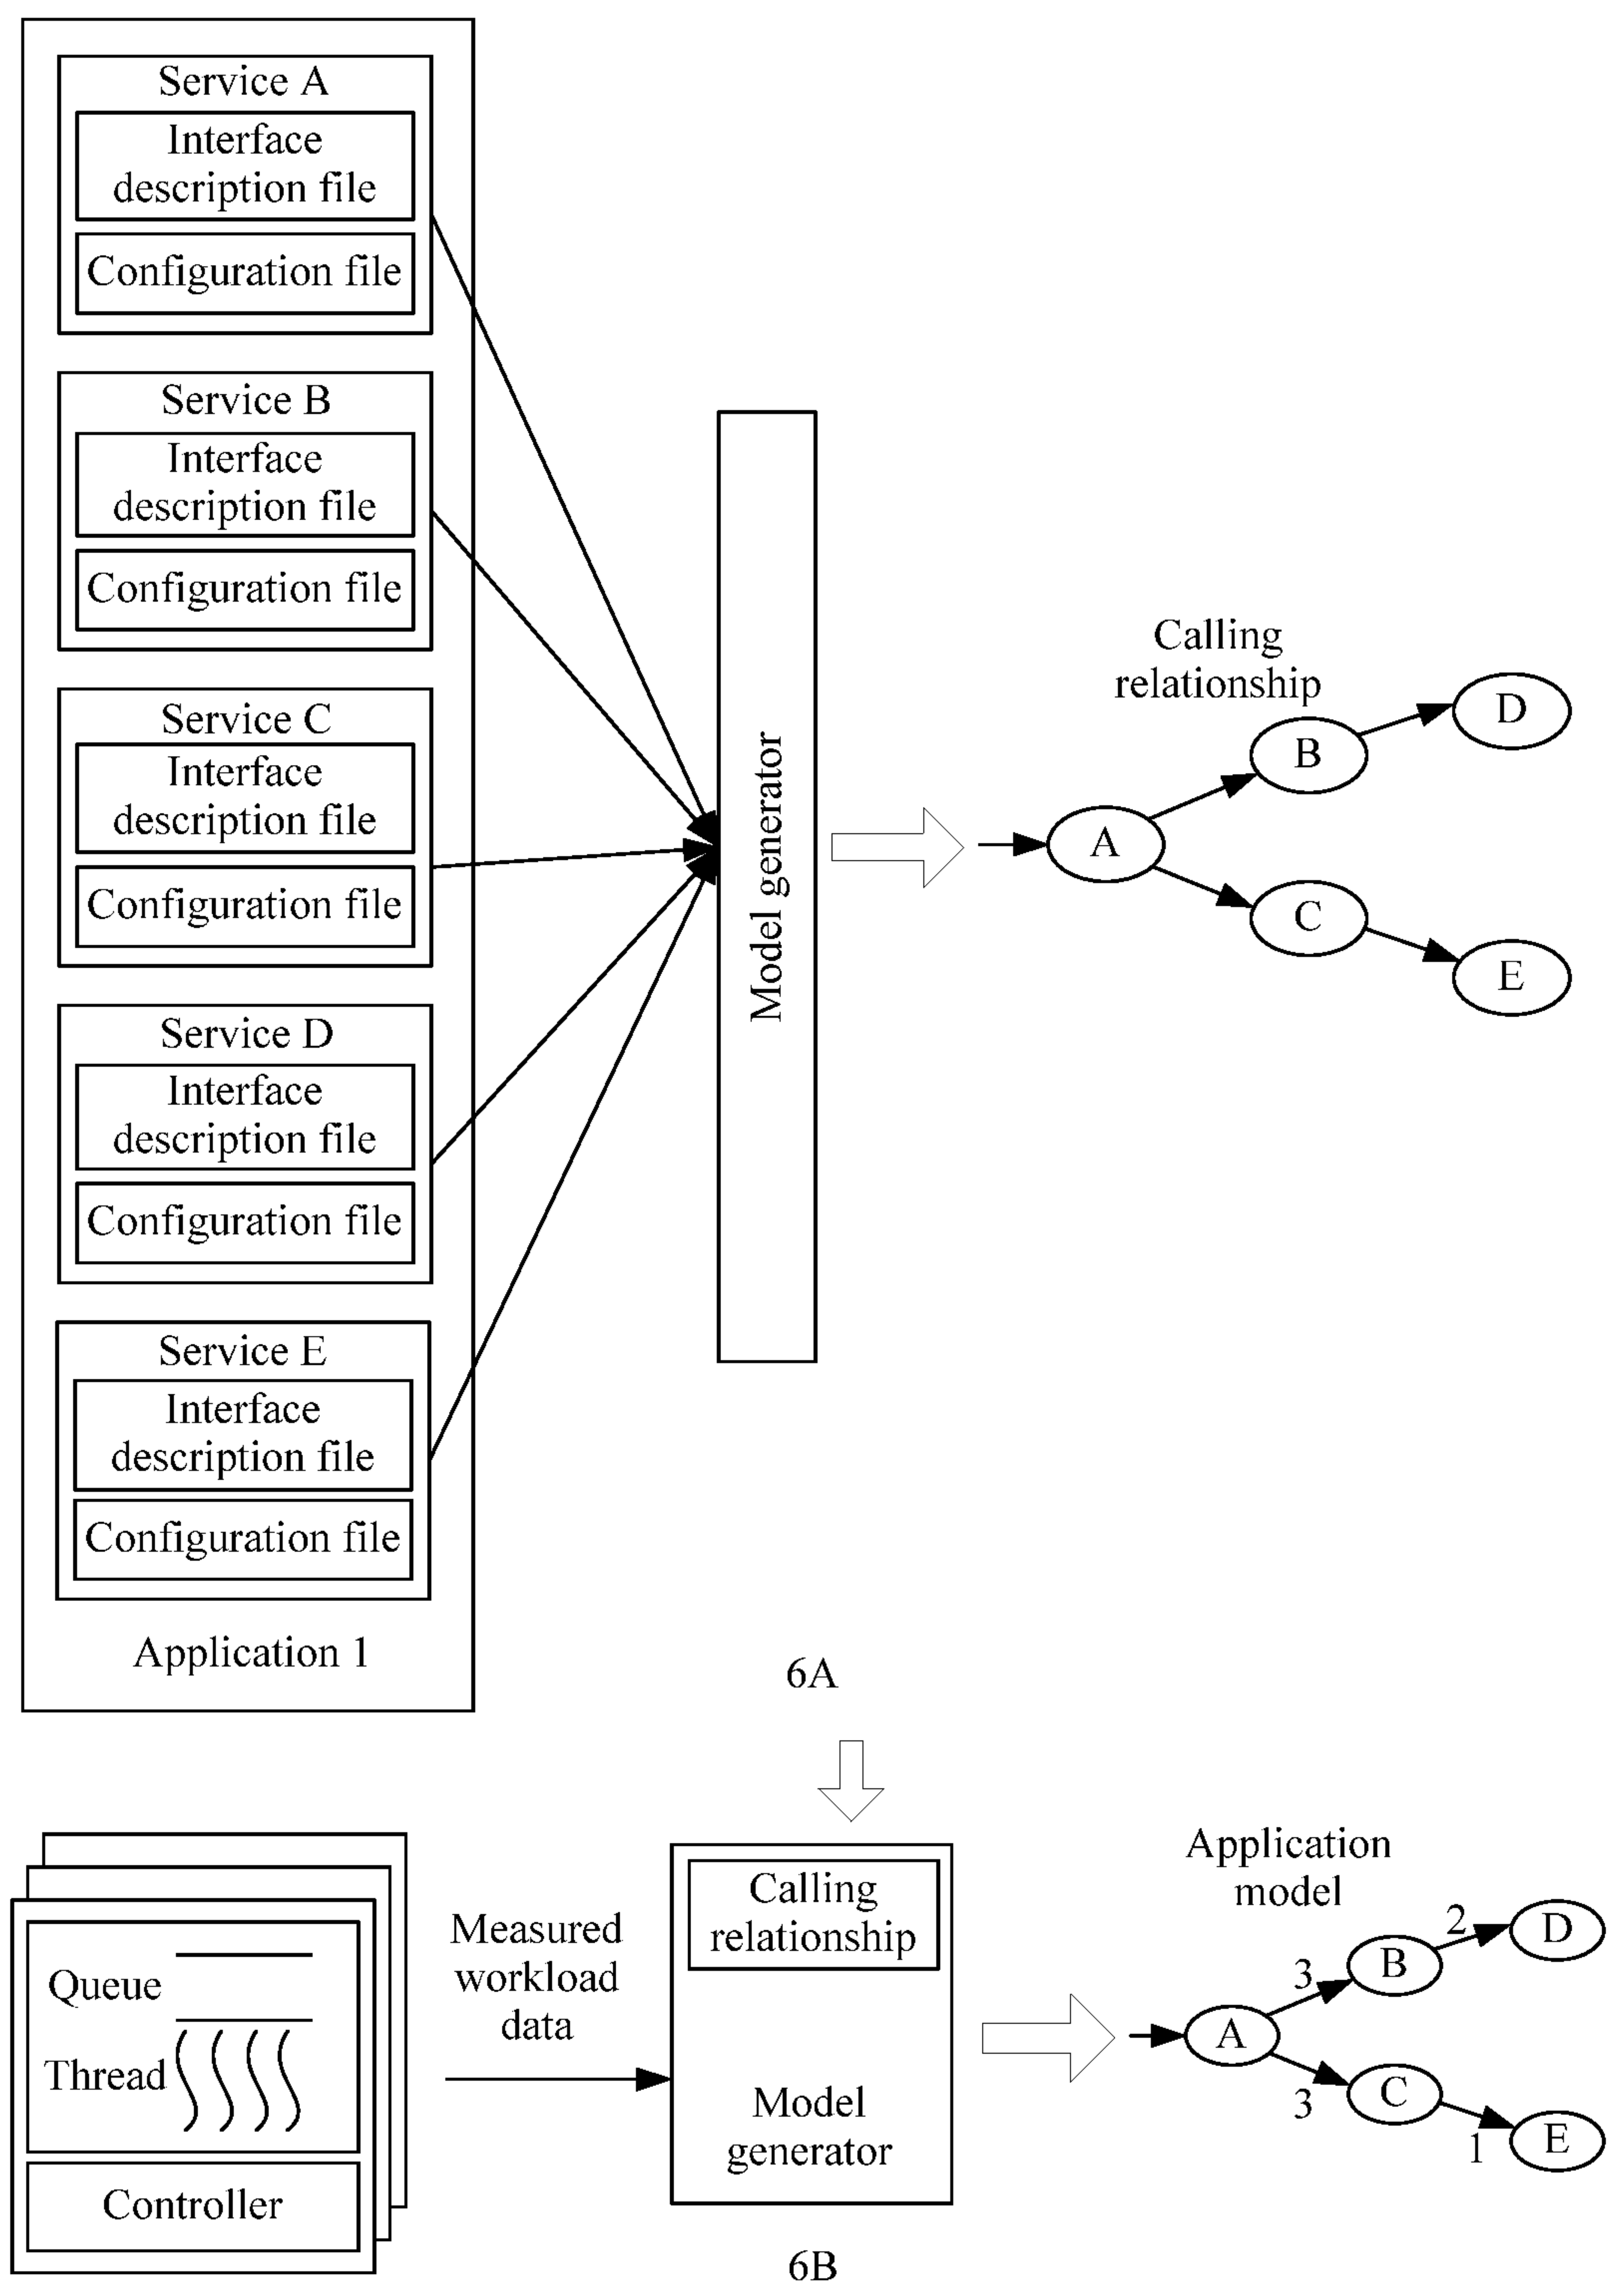 Service A
Interface
description file
Configuration file
Service B
Interface
description file
Configuration file
Service C
Interface
description file
Configuration file
Service D
Interface
description file
Configuration file
Service E
Interface
description file
Configuration file
Application 1
Model generator
Calling
relationship
A
B
D
C
E
6A
Queue
Thread
Controller
Measured
workload
data
Calling
relationship
Model
generator
Application
model
A
3
B
2
D
3
C
1
E
6B